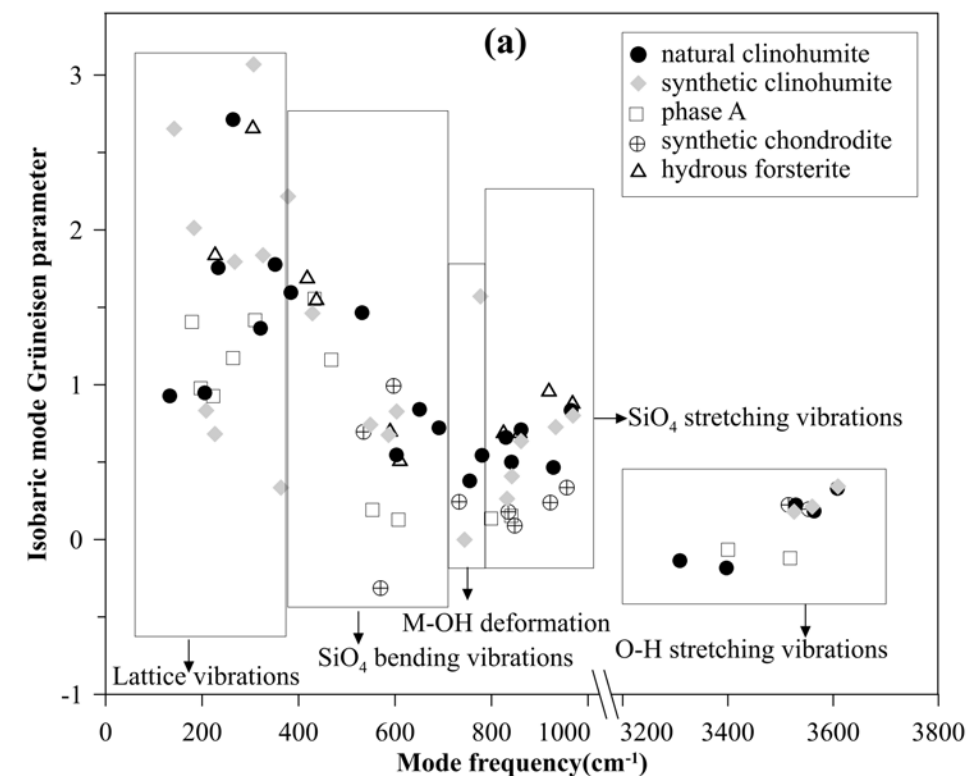 (a)
natural clinohumite
synthetic clinohumite
phase A
synthetic chondrodite
hydrous forsterite
3
2
1
0
-1
Isobaric mode Grüneisen parameter
SiO4 stretching vibrations
M-OH deformation
SiO4 bending vibrations
O-H stretching vibrations
Lattice vibrations
0 200 400 600 800 1000 3200 3400 3600 3800
Mode frequency(cm-1)